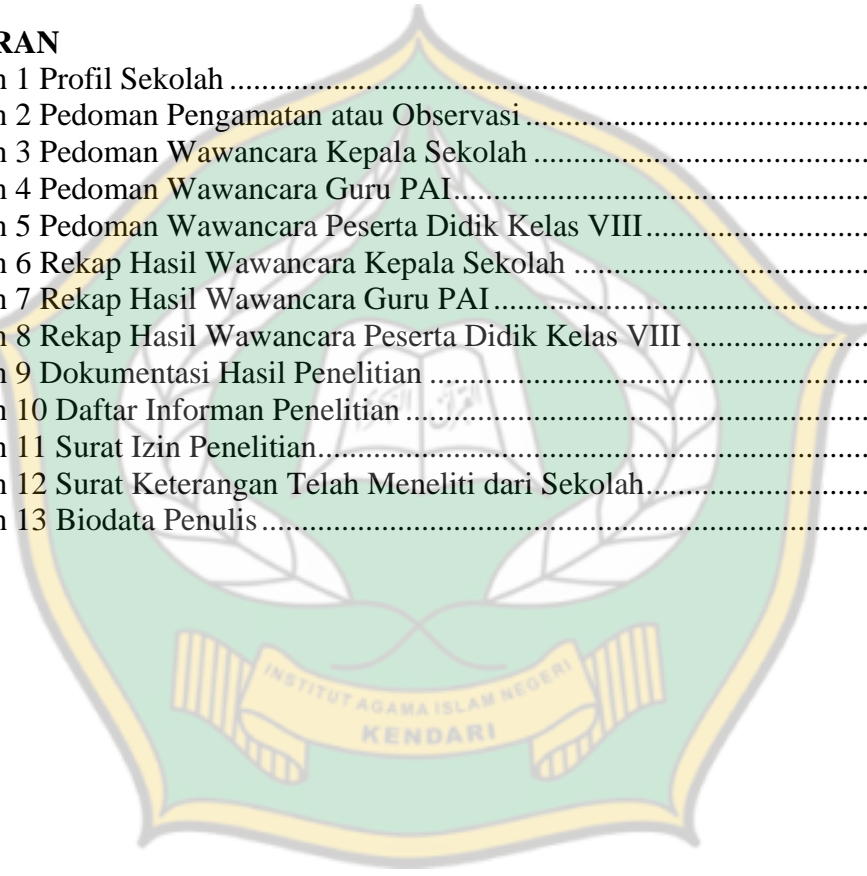 RAN
n 1 Profil Sekolah ....................................................................................................
n 2 Pedoman Pengamatan atau Observasi ........................................................
n 3 Pedoman Wawancara Kepala Sekolah .......................................................
n 4 Pedoman Wawancara Guru PAI....................................................................
n 5 Pedoman Wawancara Peserta Didik Kelas VIII....................................
n 6 Rekap Hasil Wawancara Kepala Sekolah ................................................
n 7 Rekap Hasil Wawancara Guru PAI .............................................................
n 8 Rekap Hasil Wawancara Peserta Didik Kelas VIII .............................
n 9 Dokumentasi Hasil Penelitian .......................................................................
n 10 Daftar Informan Penelitian ...........................................................................
n 11 Surat Izin Penelitian..........................................................................................
n 12 Surat Keterangan Telah Meneliti dari Sekolah....................................
n 13 Biodata Penulis ...................................................................................................
INSTITUT AGAMA ISLAM NEGERI
KENDARI